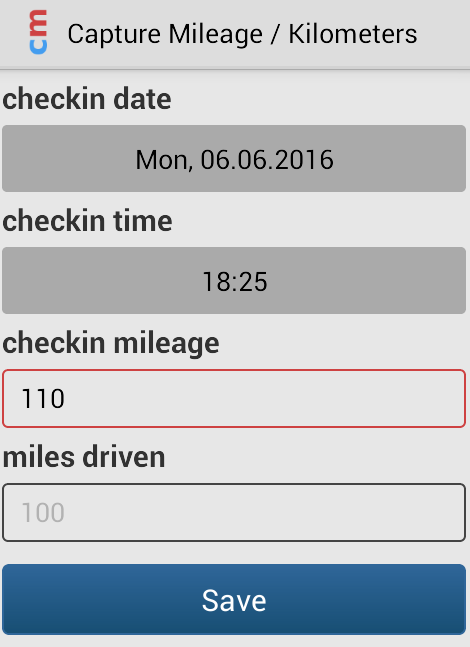 cm
Capture Mileage / Kilometers
checkin date
Mon, 06.06.2016
checkin time
18:25
checkin mileage
110
miles driven
100
Save